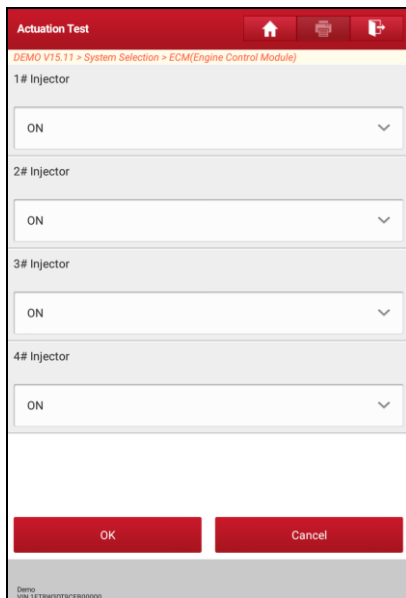 Actuation Test
DEMO V15.11 > System Selection > ECM(Engine Control Module)
1# Injector
ON
2# Injector
ON
3# Injector
ON
4# Injector
ON
OK Cancel
Demo
VIN